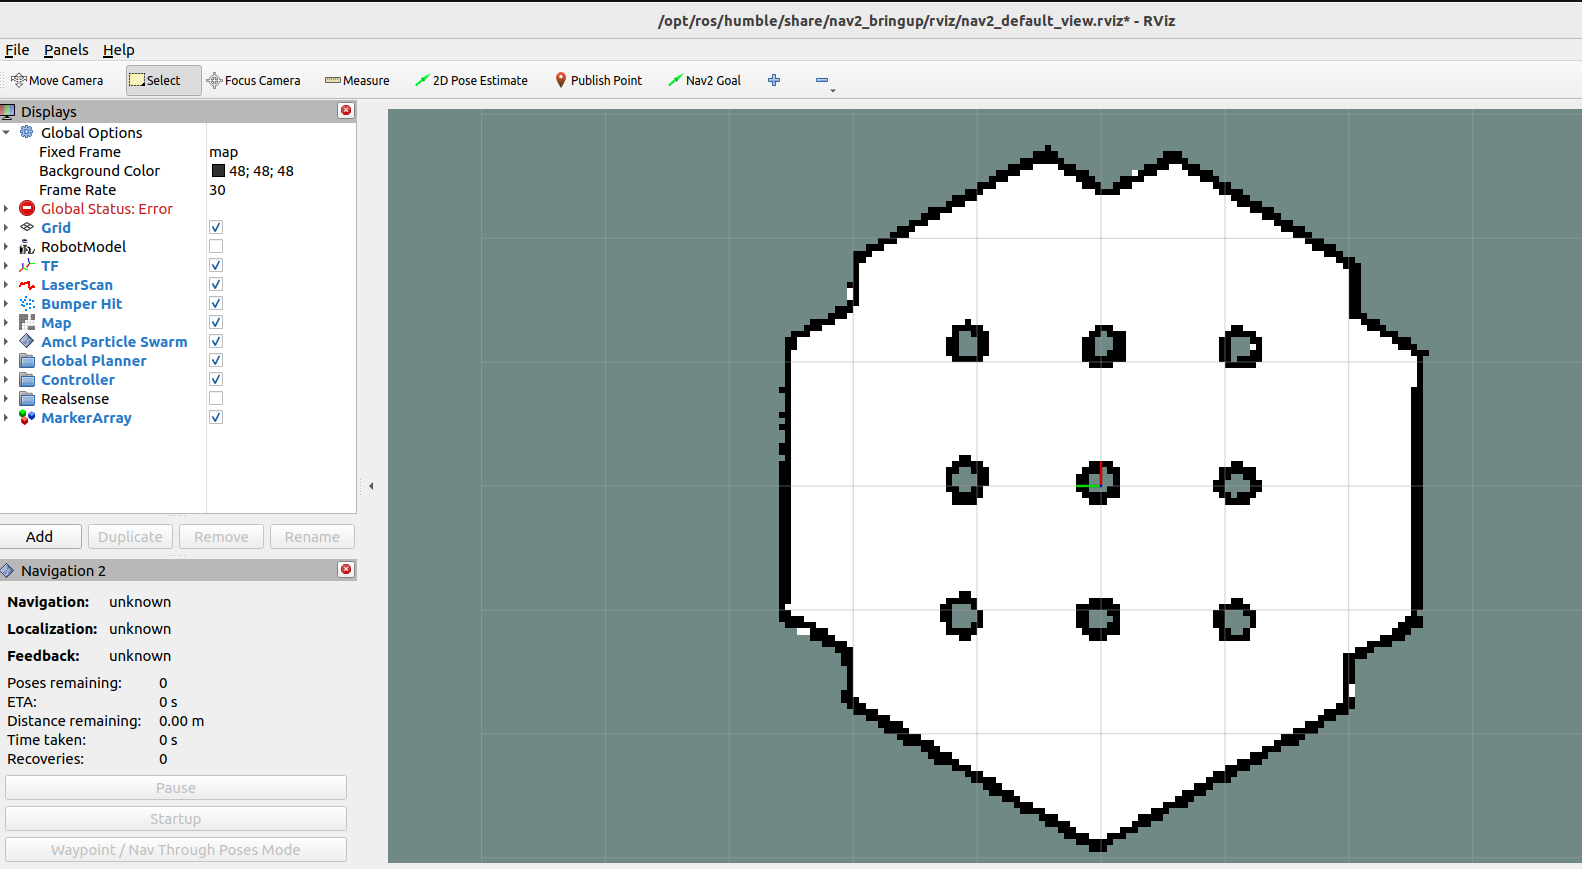 /opt/ros/humble/share/nav2_bringup/rviz/nav2_default_view.rviz* - RViz
File Panels Help
Move Camera Select Focus Camera Measure 2D Pose Estimate Publish Point Nav2 Goal
Displays
Global Options
Fixed Frame map
Background Color 48; 48; 48
Frame Rate 30
Global Status: Error
Grid
RobotModel
TF
LaserScan
Bumper Hit
Map
Amcl Particle Swarm
Global Planner
Controller
Realsense
MarkerArray
Add Duplicate Remove Rename
Navigation 2
Navigation: unknown
Localization: unknown
Feedback: unknown
Poses remaining: 0
ETA: 0 s
Distance remaining: 0.00 m
Time taken: 0 s
Recoveries: 0
Pause
Startup
Waypoint / Nav Through Poses Mode